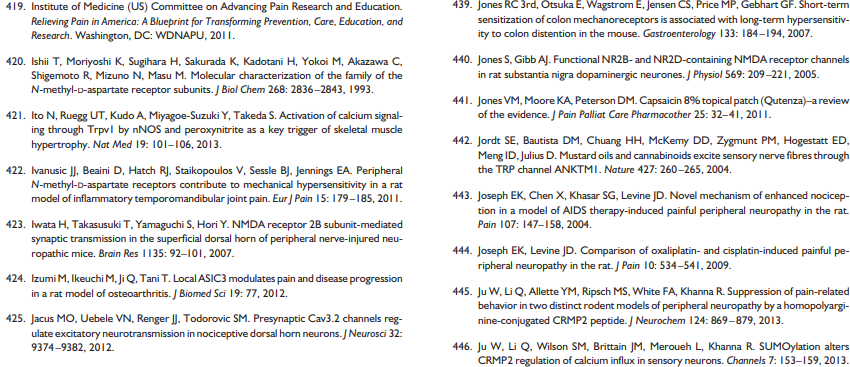 419. Institute of Medicine (US) Committee on Advancing Pain Research and Education.
Relieving Pain in America: A Blueprint for Transforming Prevention, Care, Education, and
Research. Washington, DC: WDNAPU, 2011.
420. Ishii T, Moriyoshi K, Sugihara H, Sakurada K, Kadotani H, Yokoi M, Akazawa C,
Shigemoto R, Mizuno N, Masu M. Molecular characterization of the family of the
N-methyl-D-aspartate receptor subunits. J Biol Chem 268: 2836–2843, 1993.
421. Ito N, Ruegg UT, Kudo A, Miyagoe-Suzuki Y, Takeda S. Activation of calcium signal-
ing through Trpv1 by nNOS and peroxynitrite as a key trigger of skeletal muscle
hypertrophy. Nat Med 19: 101–106, 2013.
422. Ivanusic JJ, Beaini D, Hatch RJ, Staikopoulos V, Sessle BJ, Jennings EA. Peripheral
N-methyl-D-aspartate receptors contribute to mechanical hypersensitivity in a rat
model of inflammatory temporomandibular joint pain. Eur J Pain 15: 179–185, 2011.
423. Iwata H, Takasusuki T, Yamaguchi S, Hori Y. NMDA receptor 2B subunit-mediated
synaptic transmission in the superficial dorsal horn of peripheral nerve-injured neu-
ropathic mice. Brain Res 1135: 92–101, 2007.
424. Izumi M, Ikeuchi M, Ji Q, Tani T. Local ASIC3 modulates pain and disease progression
in a rat model of osteoarthritis. J Biomed Sci 19: 77, 2012.
425. Jacus MO, Uebele VN, Renger JJ, Todorovic SM. Presynaptic Cav3.2 channels reg-
ulate excitatory neurotransmission in nociceptive dorsal horn neurons. J Neurosci 32:
9374–9382, 2012.
439. Jones RC 3rd, Otsuka E, Wagstrom E, Jensen CS, Price MP, Gebhart GF. Short-term
sensitization of colon mechanoreceptors is associated with long-term hypersensitiv-
ity to colon distention in the mouse. Gastroenterology 133: 184–194, 2007.
440. Jones S, Gibb AJ. Functional NR2B- and NR2D-containing NMDA receptor channels
in rat substantia nigra dopaminergic neurones. J Physiol 569: 209–221, 2005.
441. Jones VM, Moore KA, Peterson DM. Capsaicin 8% topical patch (Qutenza)–a review
of the evidence. J Pain Palliat Care Pharmacother 25: 32–41, 2011.
442. Jordt SE, Bautista DM, Chuang HH, McKemy DD, Zygmunt PM, Hogestatt ED,
Meng ID, Julius D. Mustard oils and cannabinoids excite sensory nerve fibres through
the TRP channel ANKTM1. Nature 427: 260–265, 2004.
443. Joseph EK, Chen X, Khasar SG, Levine JD. Novel mechanism of enhanced nocicep-
tion in a model of AIDS therapy-induced painful peripheral neuropathy in the rat.
Pain 107: 147–158, 2004.
444. Joseph EK, Levine JD. Comparison of oxaliplatin- and cisplatin-induced painful pe-
ripheral neuropathy in the rat. J Pain 10: 534–541, 2009.
445. Ju W, Li Q, Allette YM, Ripsch MS, White FA, Khanna R. Suppression of pain-related
behavior in two distinct rodent models of peripheral neuropathy by a homopolyargi-
nine-conjugated CRMP2 peptide. J Neurochem 124: 869–879, 2013.
446. Ju W, Li Q, Wilson SM, Brittain JM, Meroueh L, Khanna R. SUMOylation alters
CRMP2 regulation of calcium influx in sensory neurons. Channels 7: 153–159, 2013.